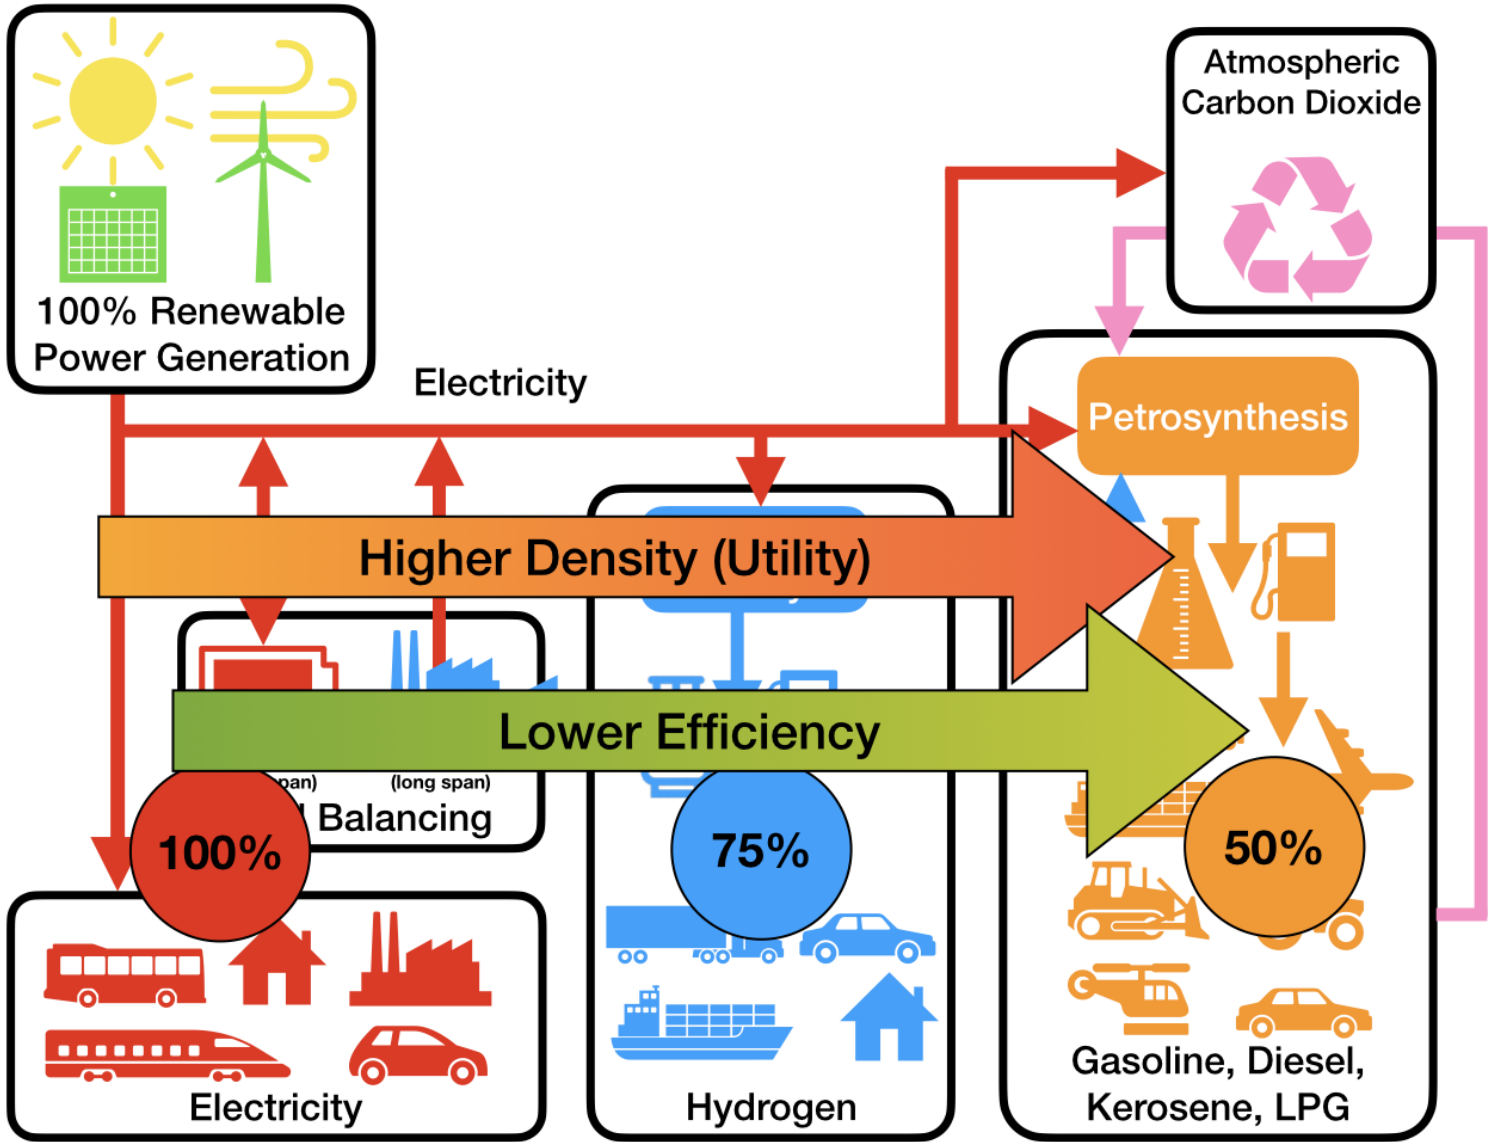 100% Renewable
Power Generation
Atmospheric
Carbon Dioxide
Electricity
Petrosynthesis
Higher Density (Utility)
Lower Efficiency
(long span)
Balancing
100%
75%
50%
Electricity
Hydrogen
Gasoline, Diesel,
Kerosene, LPG